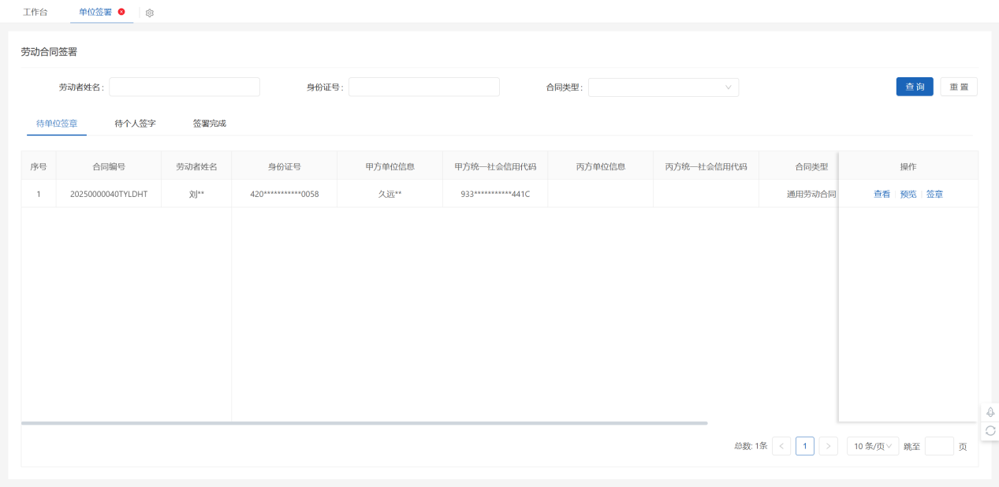 工作台 单位签署
劳动合同签署
劳动者姓名: 身份证号: 合同类型: 查 询 重 置
待单位签章 待个人签字 签署完成
序号 合同编号 劳动者姓名 身份证号 甲方单位信息 甲方统一社会信用代码 丙方单位信息 丙方统一社会信用代码 合同类型 操作
1 20250000040TYLDHT 刘** 420***********0058 久远** 933***********441C 通用劳动合同 查看 预览 签章
总数: 1条 < 1 > 10 条/页 跳至 页